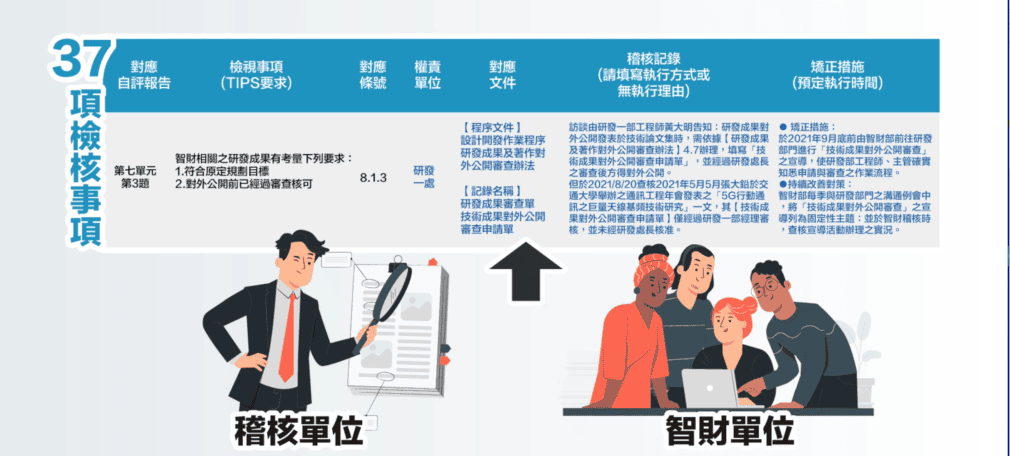 37
項檢核事項
對應
自評報告
檢視事項
(TIPS要求)
對應
條號
權責
單位
對應
文件
稽核記錄
(請填寫執行方式或
無執行理由)
矯正措施
(預定執行時間)
第七單元
第3題
智財相關之研發成果有考量下列要求：
1.符合原定規劃目標
2.對外公開前已經過審查核可
8.1.3
研發
一處
【程序文件】
設計開發作業程序
研發成果及著作對
外公開審查辦法
【記錄名稱】
研發成果審查單
技術成果對外公開
審查申請單
訪談由研發一部工程師黃大明告知：研發成果對
外公開發表於技術論文集時，需依據【研發成果
及著作對外公開審查辦法】4.7辦理，填寫「技
術成果對外公開審查申請單」，並經過研發處長
之審查後方得對外公開。
但於2021/8/20查核2021年5月5月張大鉛於交
通大學舉辦之通訊工程年會發表之「5G行動通
訊之巨量天線基頻技術研究」一文，其【技術成
果對外公開審查申請單】僅經過研發一部經理審
核，並未經研發處長核准。
● 矯正措施：
於2021年9月底前由智財部前往研發
部門進行「技術成果對外公開審查」
之宣導，使研發部工程師、主管確實
知悉申請與審查之作業流程。
●持續改善對策：
智財部每季與研發部門之溝通例會中
，將「技術成果對外公開審查」之宣
導列為固定性主題；並於智財稽核時
，查核宣導活動辦理之實況。
稽核單位
智財單位